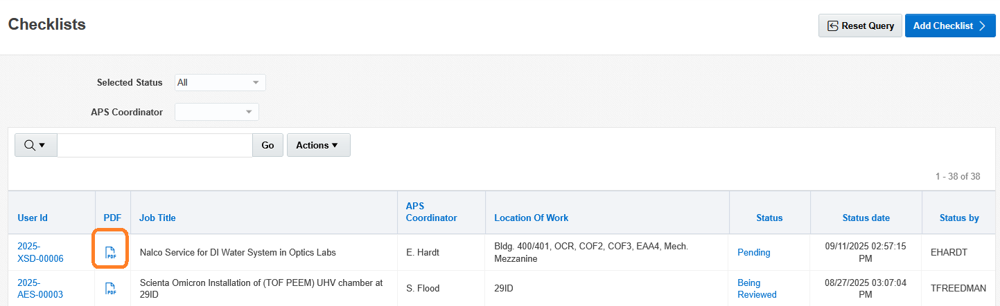 Checklists
Reset Query
Add Checklist
Selected Status
All
APS Coordinator
Go
Actions
1 - 38 of 38
User Id
PDF
Job Title
APS
Coordinator
Location Of Work
Status
Status date
Status by
2025-
XSD-00006
PDF
Nalco Service for DI Water System in Optics Labs
E. Hardt
Bldg. 400/401, OCR, COF2, COF3, EAA4, Mech.
Mezzanine
Pending
09/11/2025 02:57:15
PM
EHARDT
2025-
AES-00003
PDF
Scienta Omicron Installation of (TOF PEEM) UHV chamber at
29ID
S. Flood
29ID
Being
Reviewed
08/27/2025 03:07:04
PM
TFREEDMAN